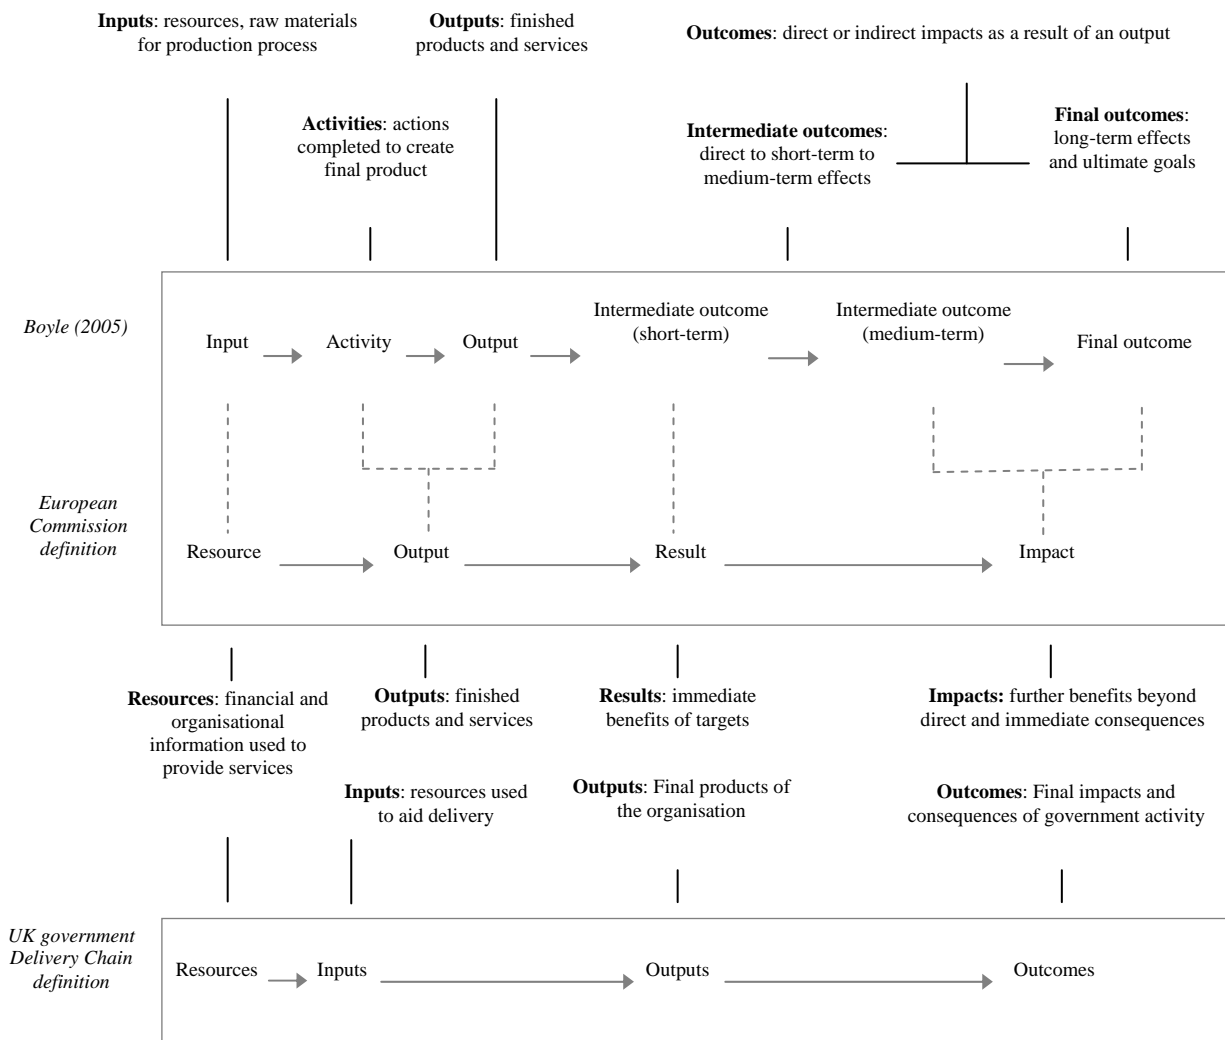 Inputs: resources, raw materials
for production process
Outputs: finished
products and services
Outcomes: direct or indirect impacts as a result of an output
Activities: actions
completed to create
final product
Intermediate outcomes:
direct to short-term to
medium-term effects
Final outcomes:
long-term effects
and ultimate goals
Boyle (2005)
Input
Activity
Output
Intermediate outcome
(short-term)
Intermediate outcome
(medium-term)
Final outcome
European
Commission
definition
Resource
Output
Result
Impact
Resources: financial and
organisational
information used to
provide services
Outputs: finished
products and services
Results: immediate
benefits of targets
Impacts: further benefits beyond
direct and immediate consequences
Inputs: resources used
to aid delivery
Outputs: Final products of
the organisation
Outcomes: Final impacts and
consequences of government activity
UK government
Delivery Chain
definition
Resources
Inputs
Outputs
Outcomes